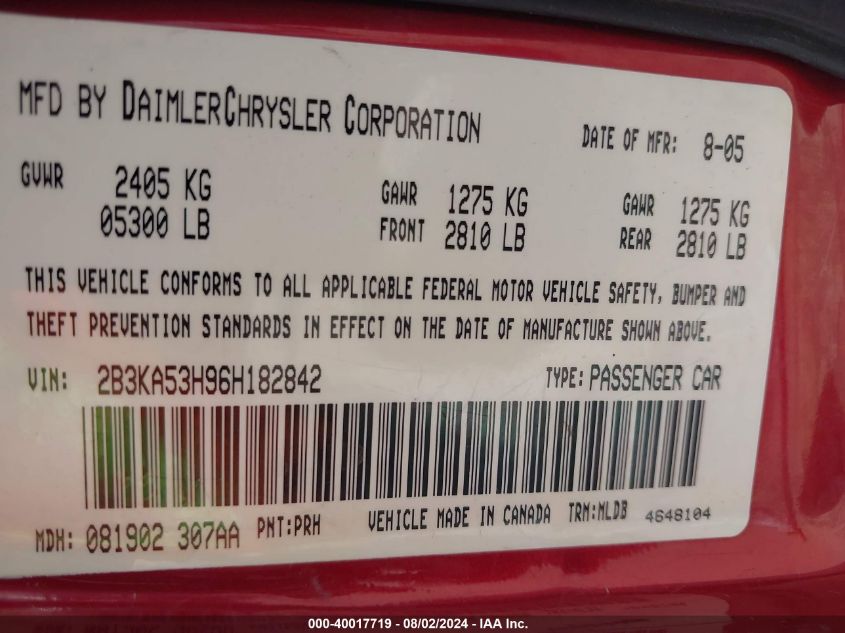 MFD BY DAIMLERCHRYSLER CORPORATION DATE OF MFR: 8-05
GVWR 2405 KG GAWR 1275 KG GAWR 1275 KG
05300 LB FRONT 2810 LB REAR 2810 LB
THIS VEHICLE CONFORMS TO ALL APPLICABLE FEDERAL MOTOR VEHICLE SAFETY, BUMPER AND
THEFT PREVENTION STANDARDS IN EFFECT ON THE DATE OF MANUFACTURE SHOWN ABOVE.
VIN: 2B3KA53H96H182842 TYPE: PASSENGER CAR
MDH: 081902 307AA PNT: PRH VEHICLE MADE IN CANADA TRM: MLDB 4648104
000-40017719 - 08/02/2024 - IAA Inc.